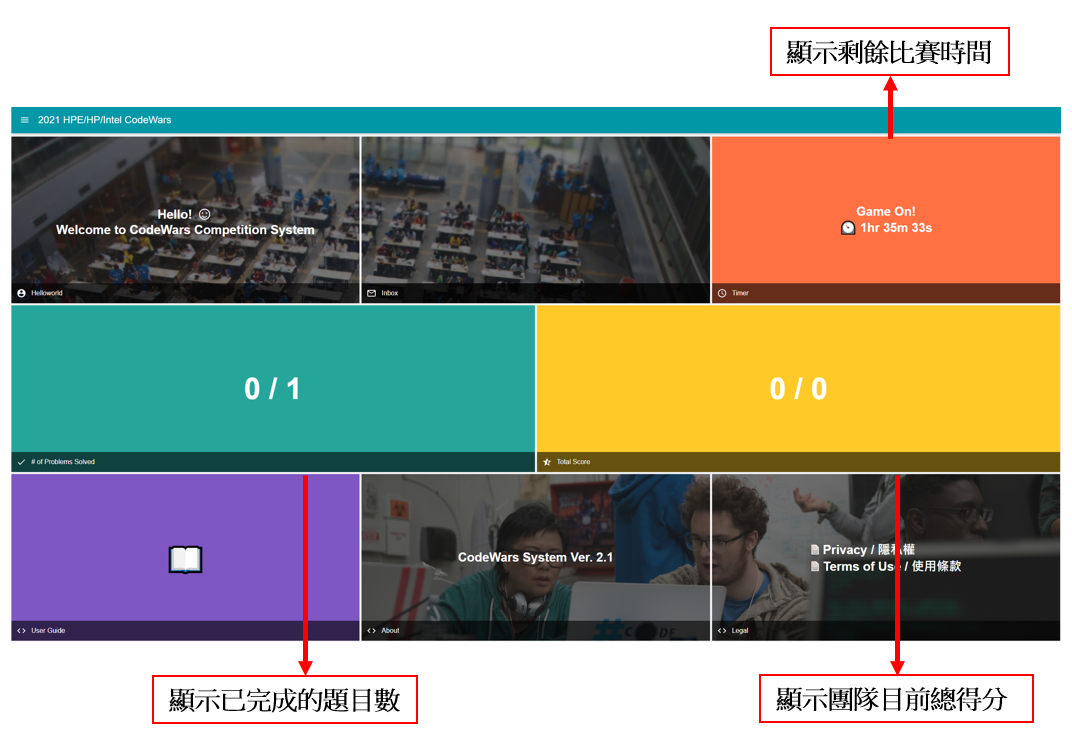 顯示剩餘比賽時間
2021 HPE/HP/Intel CodeWars
Hello!
Welcome to CodeWars Competition System
Helloworld
Inbox
Game On!
1hr 35m 33s
Timer
0 / 1
# of Problems Solved
0 / 0
Total Score
User Guide
CodeWars System Ver. 2.1
#CODE
About
Privacy / 隱私權
Terms of Use / 使用條款
Legal
顯示已完成的題目數
顯示團隊目前總得分